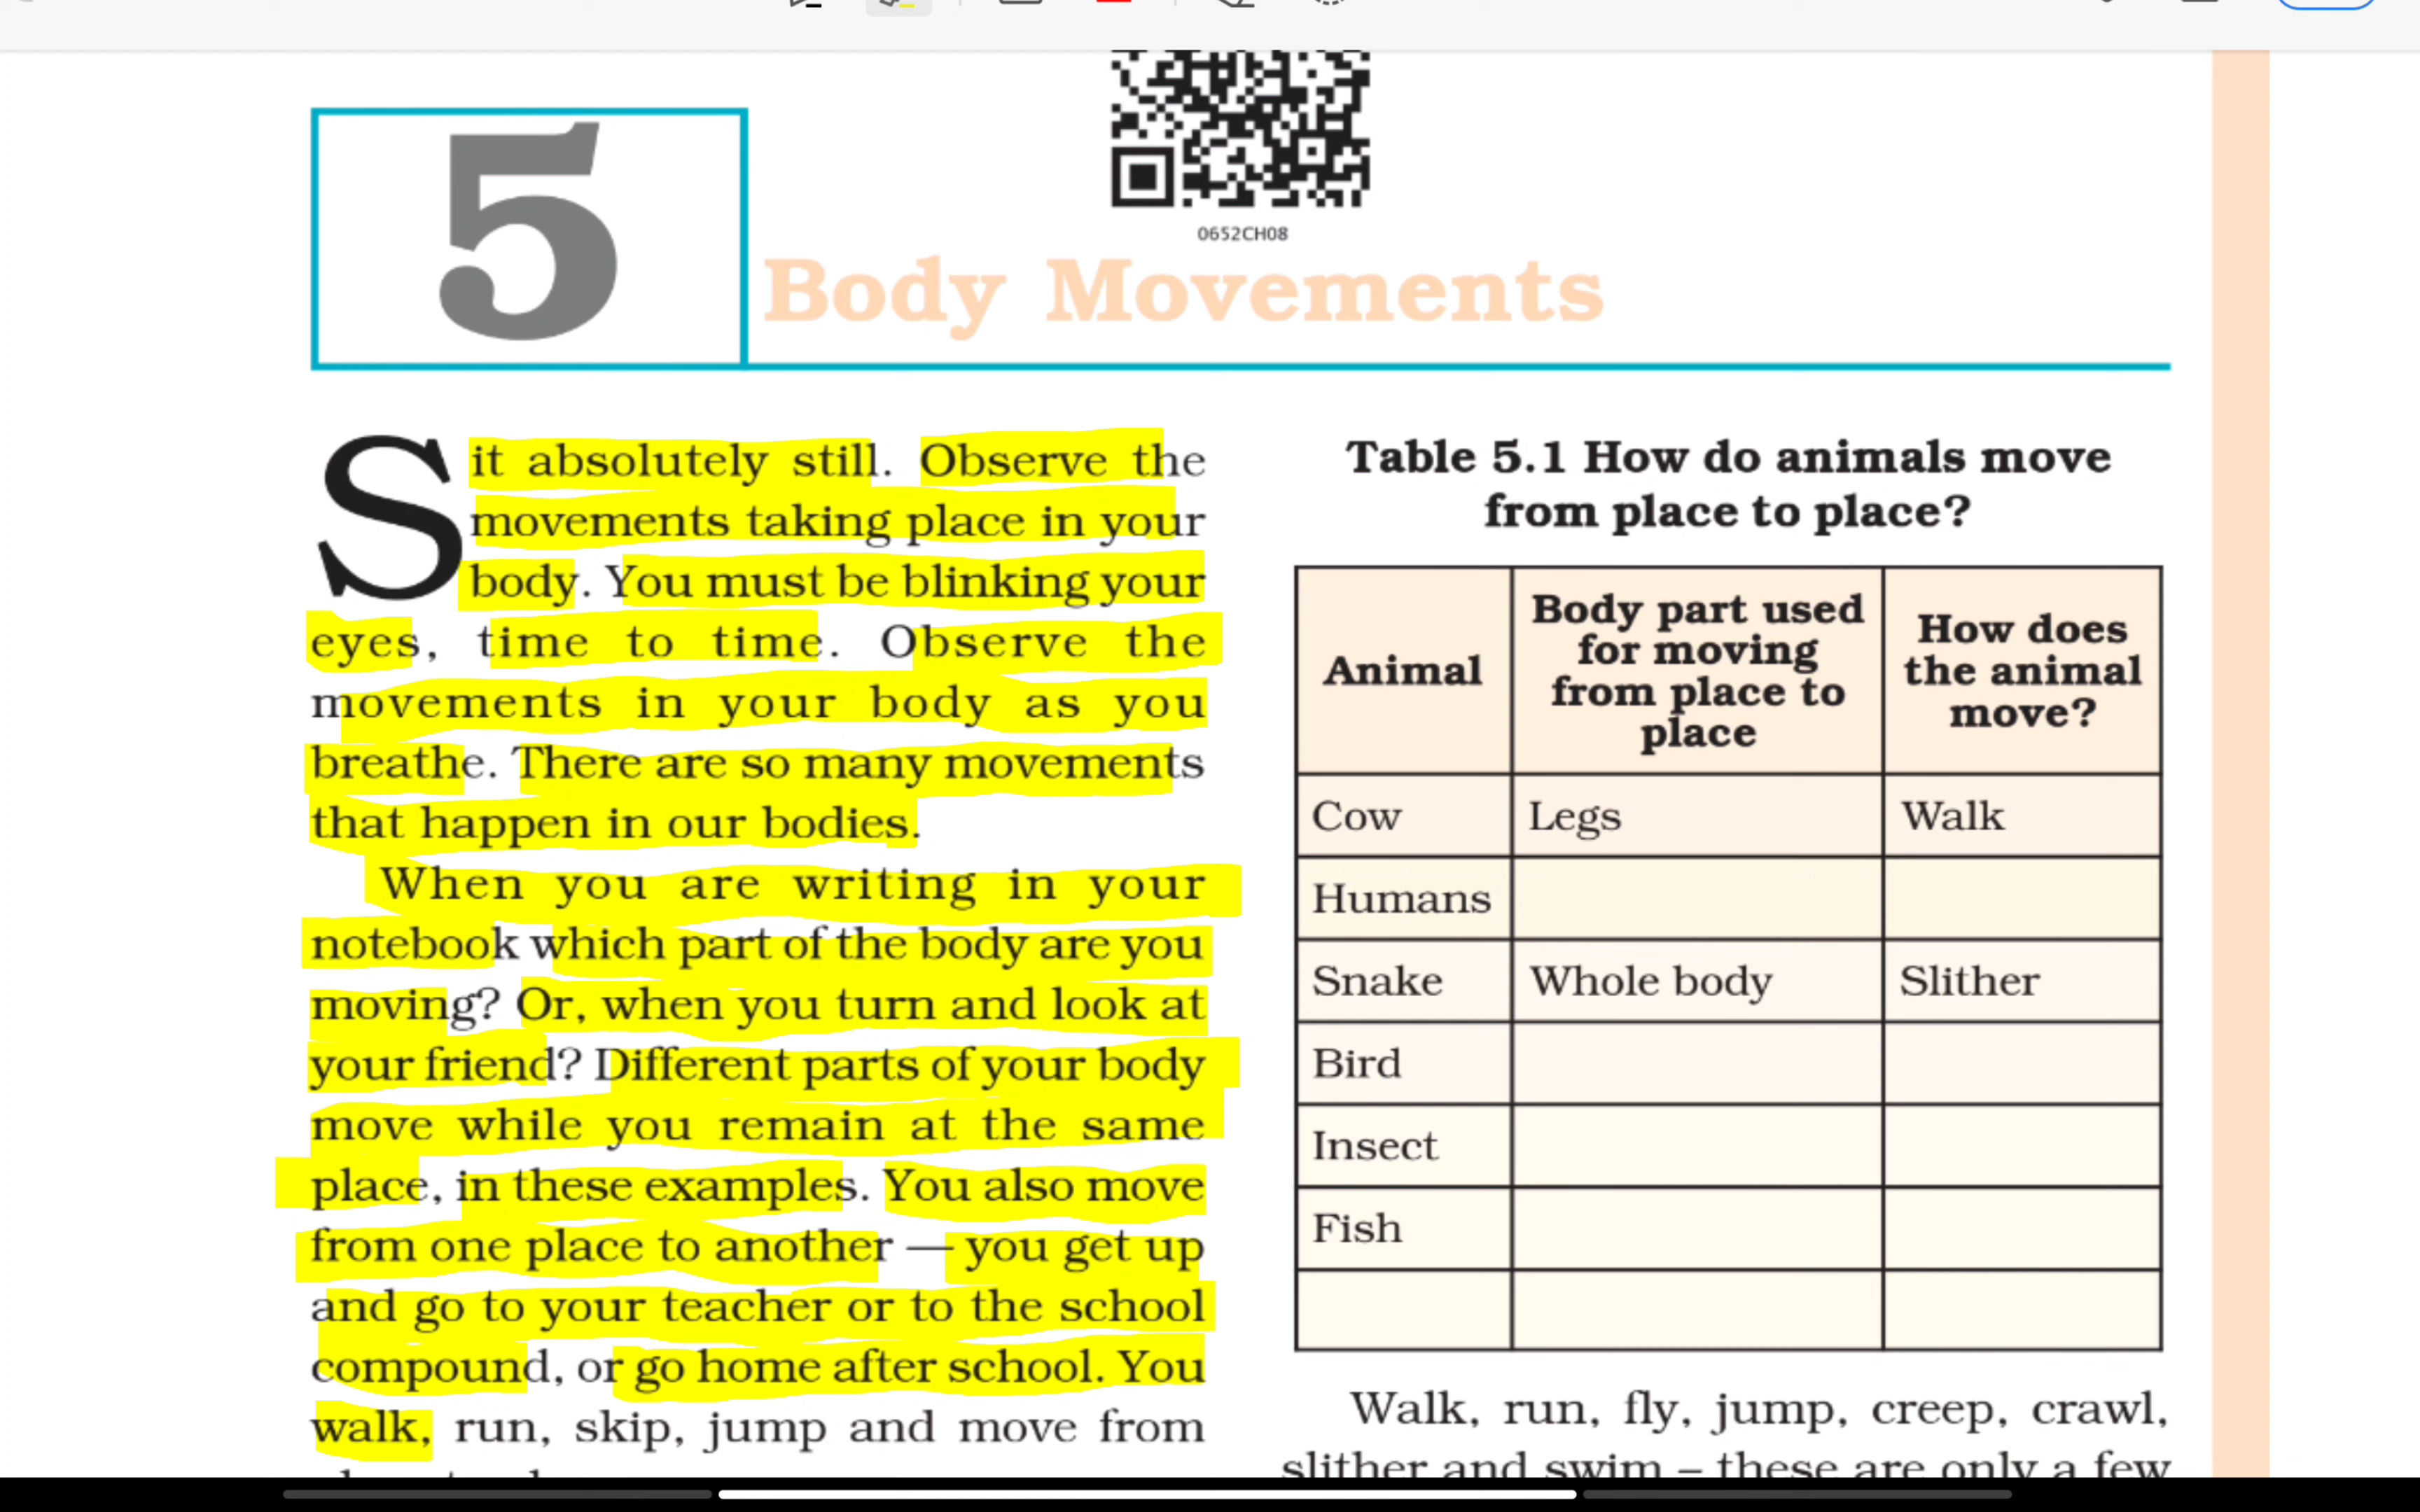 0652CH08
5
Body Movements
Sit absolutely still. Observe the
movements taking place in your
body. You must be blinking your
eyes, time to time. Observe the
movements in your body as you
breathe. There are so many movements
that happen in our bodies.
When you are writing in your
notebook which part of the body are you
moving? Or, when you turn and look at
your friend? Different parts of your body
move while you remain at the same
place, in these examples. You also move
from one place to another — you get up
and go to your teacher or to the school
compound, or go home after school. You
walk, run, skip, jump and move from
Table 5.1 How do animals move
from place to place?
Animal
Body part used
for moving
from place to
place
How does
the animal
move?
Cow Legs Walk
Humans
Snake Whole body Slither
Bird
Insect
Fish
Walk, run, fly, jump, creep, crawl,
slither and swim – these are only a few